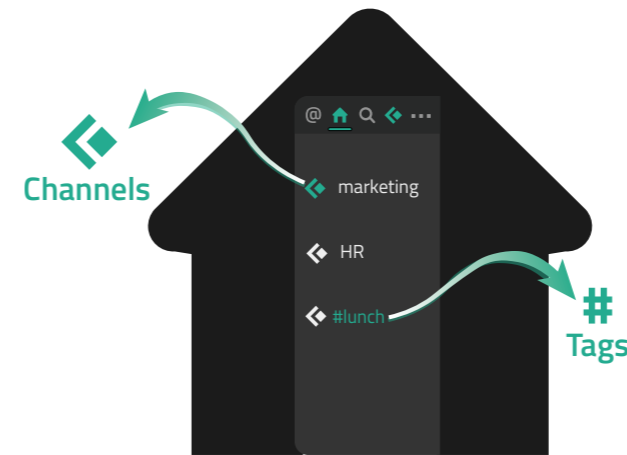 @
Channels
marketing
HR
#lunch
#
Tags